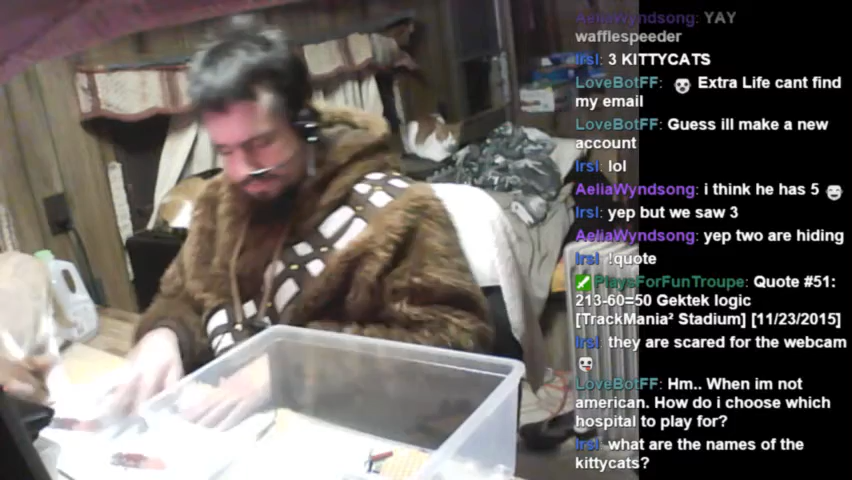 AeliaWyndsong: YAY
wafflespeeder
Irsl: 3 KITTYCATS
LoveBotFF: Extra Life cant find
my email
LoveBotFF: Guess ill make a new
account
Irsl: lol
AeliaWyndsong: i think he has 5
Irsl: yep but we saw 3
AeliaWyndsong: yep two are hiding
Irsl: !quote
PlaysForFunTroupe: Quote #51:
213-60=50 Gektek logic
[TrackMania² Stadium] [11/23/2015]
Irsl: they are scared for the webcam
LoveBotFF: Hm.. When im not
american. How do i choose which
hospital to play for?
Irsl: what are the names of the
kittycats?